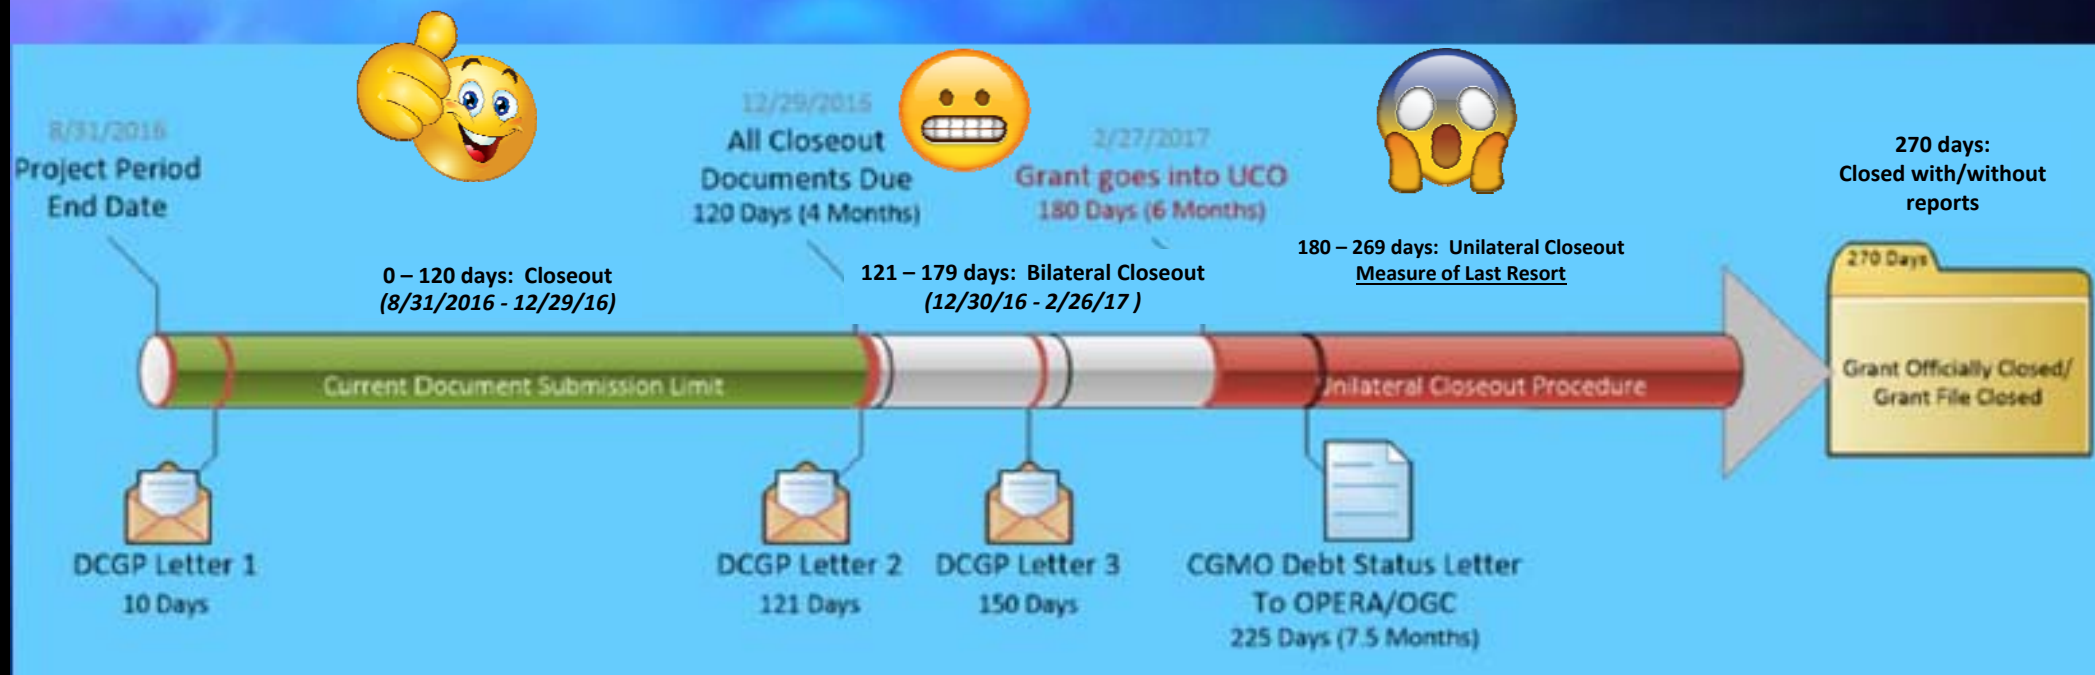 8/31/2016
Project Period
End Date
12/29/2016
All Closeout
Documents Due
120 Days (4 Months)
2/27/2017
Grant goes into UCO
180 Days (6 Months)
270 days:
Closed with/without
reports
0 – 120 days:  Closeout
(8/31/2016 - 12/29/16)
121 – 179 days:  Bilateral Closeout
(12/30/16 - 2/26/17 )
180 – 269 days:  Unilateral Closeout
Measure of Last Resort
270 Days
Current Document Submission Limit
Unilateral Closeout Procedure
Grant Officially Closed/
Grant File Closed
DCGP Letter 1
10 Days
DCGP Letter 2
121 Days
DCGP Letter 3
150 Days
CGMO Debt Status Letter
To OPERA/OGC
225 Days (7.5 Months)